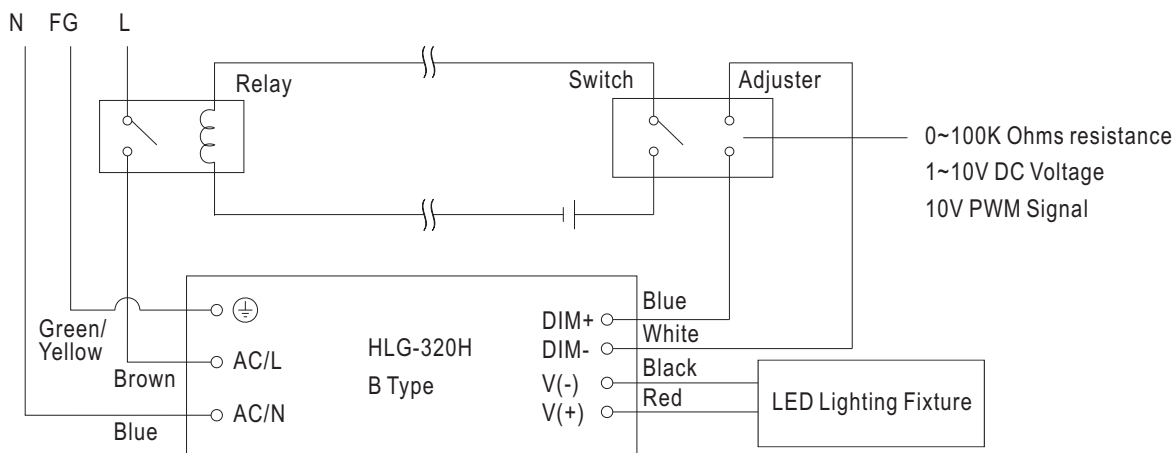 N FG L
Relay
Switch
Adjuster
0~100K Ohms resistance
1~10V DC Voltage
10V PWM Signal
Green/
Yellow
Brown
Blue
AC/L
AC/N
HLG-320H
B Type
DIM+
DIM-
V(-)
V(+)
Blue
White
Black
Red
LED Lighting Fixture